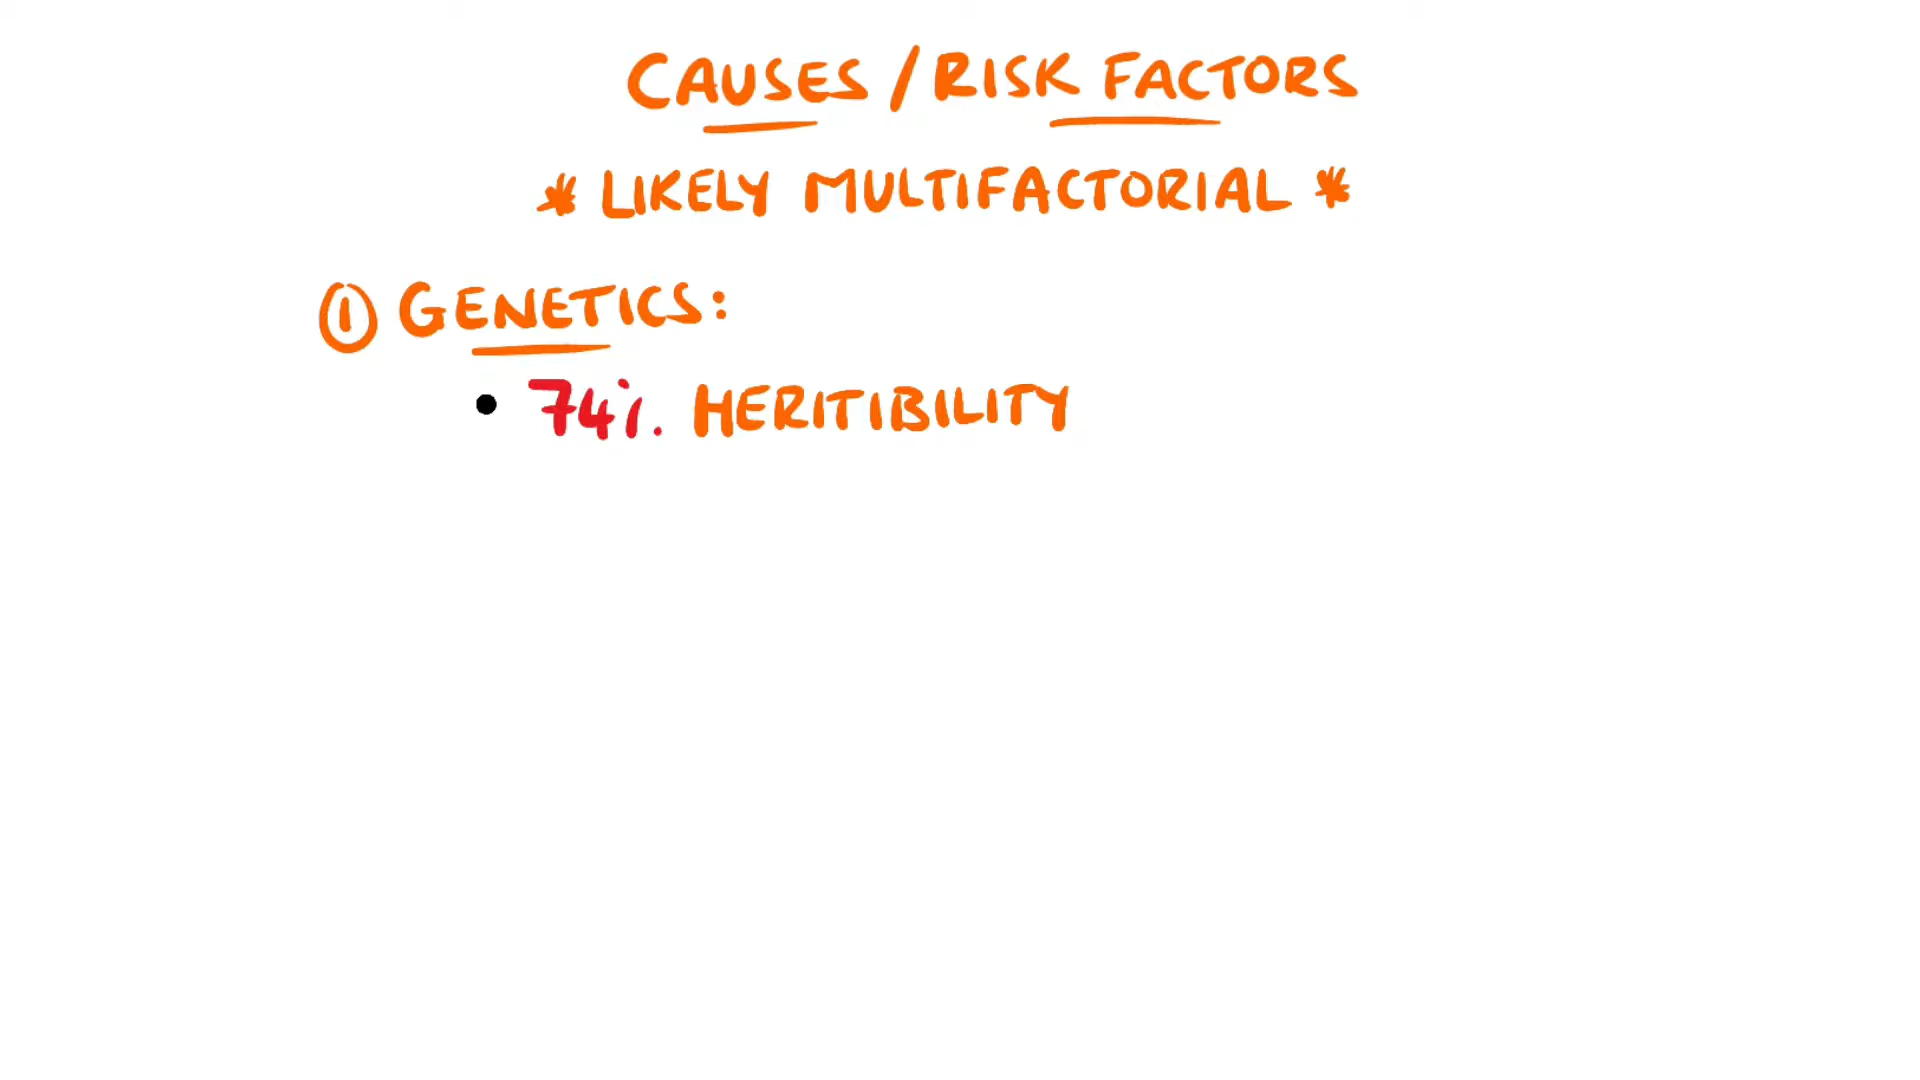 CAUSES / RISK FACTORS
* LIKELY MULTIFACTORIAL *
① GENETICS:
• 74% HERITIBILITY